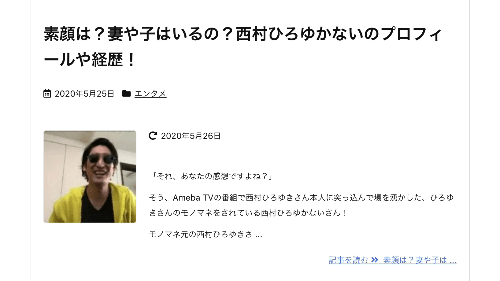 素顔は？妻や子はいるの？西村ひろゆかないのプロフィ
ールや経歴！
2020年5月25日 エンタメ
2020年5月26日
「それ、あなたの感想ですよね？」
そう、Ameba TVの番組で西村ひろゆきさん本人に突っ込んで場を湧かした、ひろゆ
きさんのモノマネをされている西村ひろゆかないさん！
モノマネ元の西村ひろゆきさ ...
記事を読む 素顔は？妻や子は ...